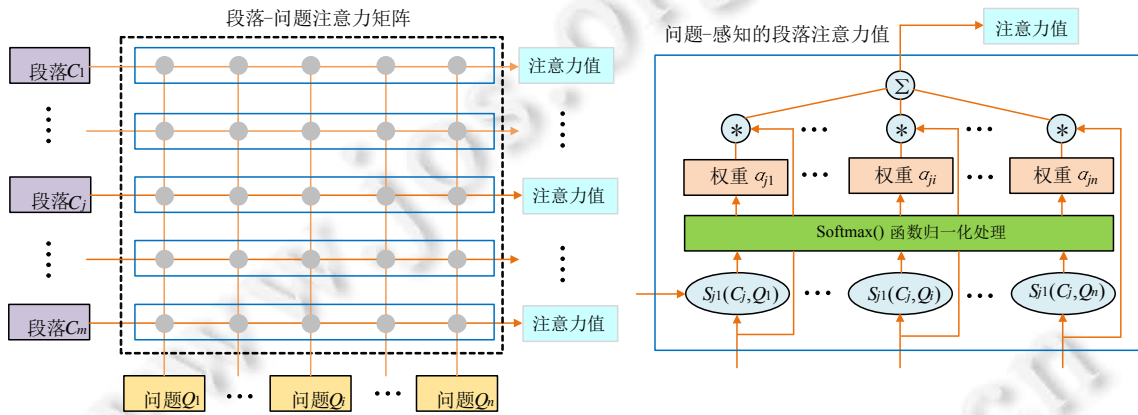 段落–问题注意力矩阵
段落C1
注意力值
⋮
⋮
段落Cj
注意力值
⋮
⋮
段落Cm
注意力值
问题Q1
…
问题Qi
…
问题Qn
问题–感知的段落注意力值
注意力值
Σ
* … * … *
权重 αj1 … 权重 αji … 权重 αjn
Softmax() 函数归一化处理
Sj1(Cj,Q1) … Sj1(Cj,Qi) … Sj1(Cj,Qn)